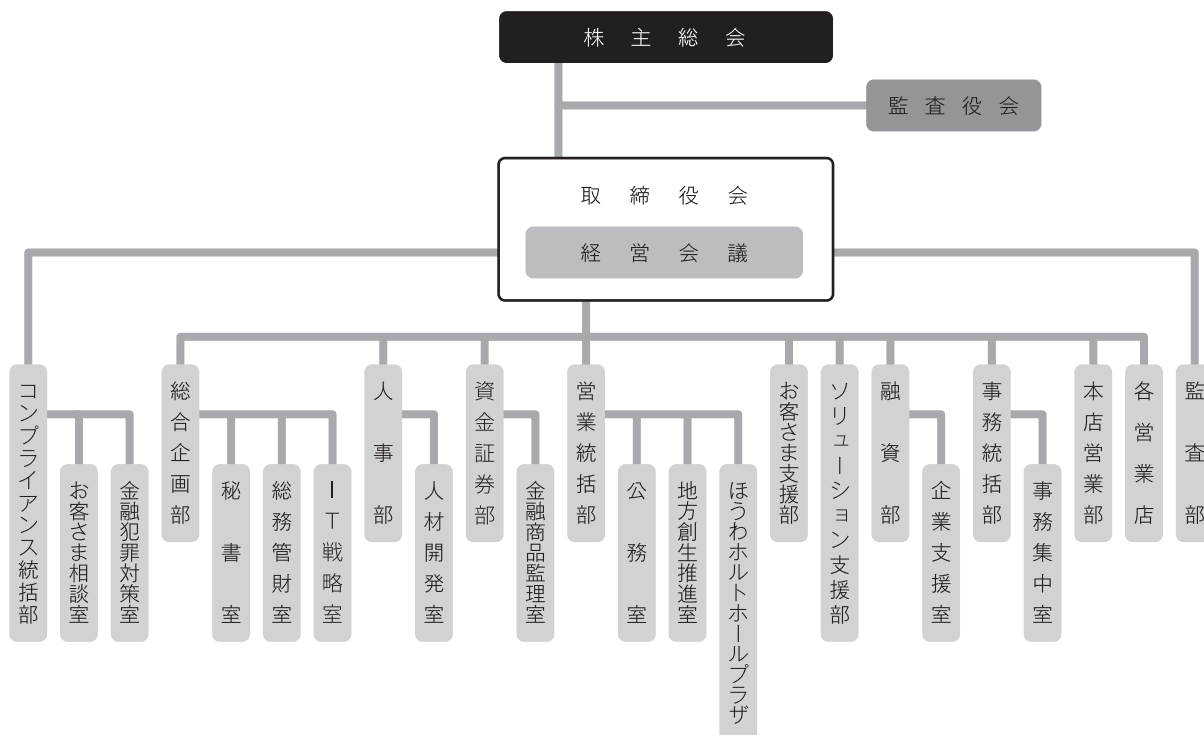 株主総会
監査役会
取締役会
経営会議
コンプライアンス統括部
お客さま相談室
金融犯罪対策室
総合企画部
秘書室
総務管財室
IT戦略室
人事部
人材開発室
資金証券部
金融商品監理室
営業統括部
公務室
地方創生推進室
ほうわホルトホールプラザ
お客さま支援部
ソリューション支援部
融資部
企業支援室
事務統括部
事務集中室
本店営業部
各営業店
監査部